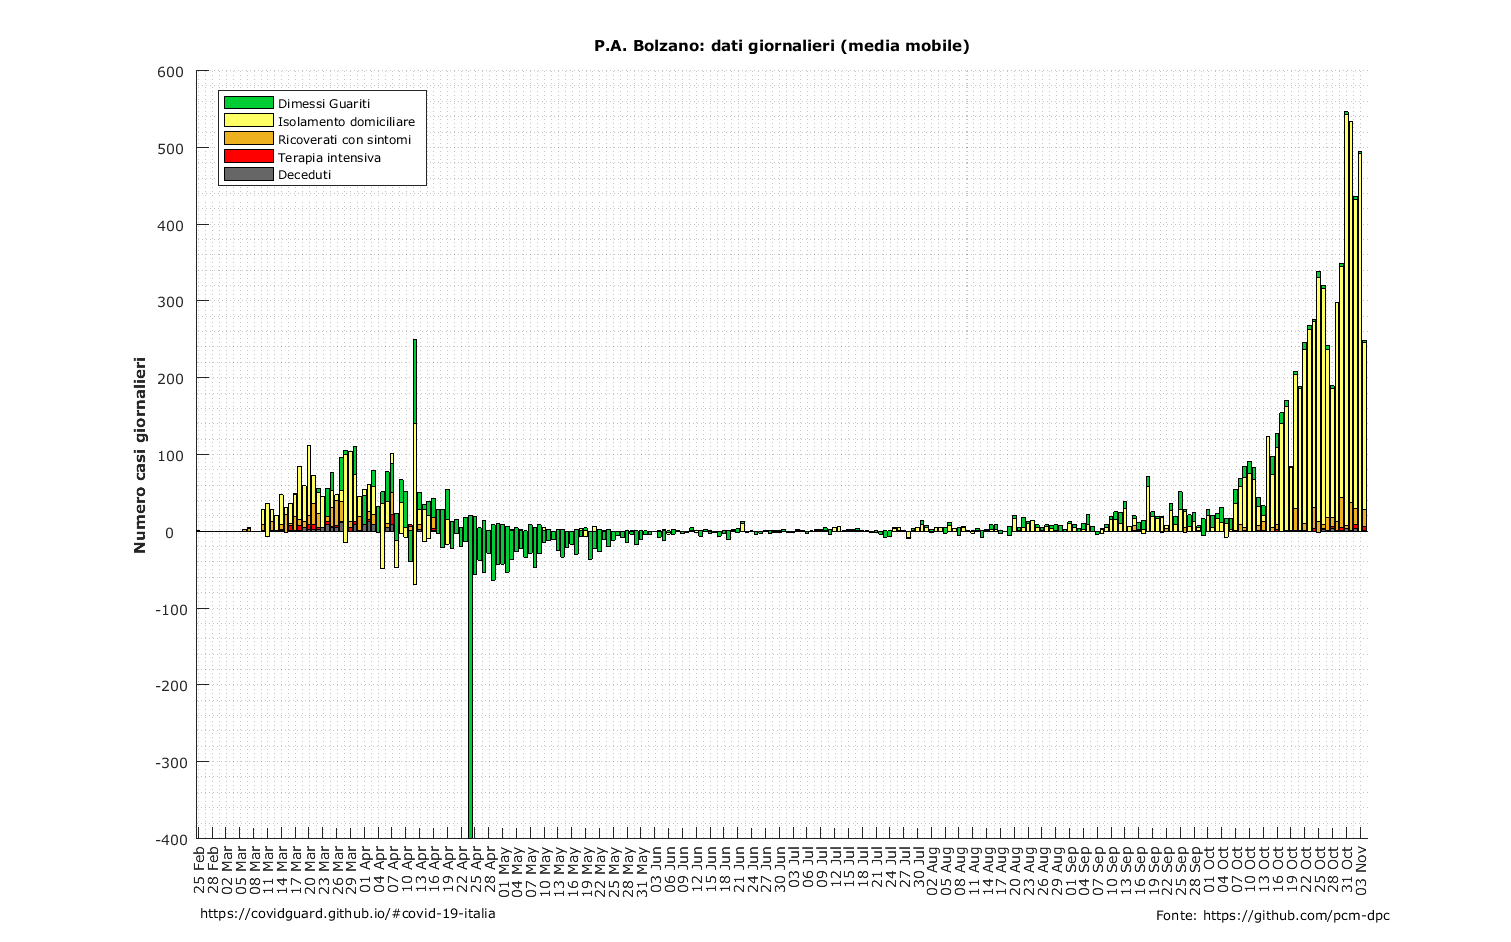 P.A. Bolzano: dati giornalieri (media mobile)
600
500
400
300
200
100
0
-100
-200
-300
-400
Numero casi giornalieri
Dimessi Guariti
Isolamento domiciliare
Ricoverati con sintomi
Terapia intensiva
Deceduti
25 Feb
28 Feb
02 Mar
05 Mar
08 Mar
11 Mar
14 Mar
17 Mar
20 Mar
23 Mar
26 Mar
29 Mar
01 Apr
04 Apr
07 Apr
10 Apr
13 Apr
16 Apr
19 Apr
22 Apr
25 Apr
28 Apr
01 May
04 May
07 May
10 May
13 May
16 May
19 May
22 May
25 May
28 May
31 May
03 Jun
06 Jun
09 Jun
12 Jun
15 Jun
18 Jun
21 Jun
24 Jun
27 Jun
30 Jun
03 Jul
06 Jul
09 Jul
12 Jul
15 Jul
18 Jul
21 Jul
24 Jul
27 Jul
30 Jul
02 Aug
05 Aug
08 Aug
11 Aug
14 Aug
17 Aug
20 Aug
23 Aug
26 Aug
29 Aug
01 Sep
04 Sep
07 Sep
10 Sep
13 Sep
16 Sep
19 Sep
22 Sep
25 Sep
28 Sep
01 Oct
04 Oct
07 Oct
10 Oct
13 Oct
16 Oct
19 Oct
22 Oct
25 Oct
28 Oct
31 Oct
03 Nov
https://covidguard.github.io/#covid-19-italia
Fonte: https://github.com/pcm-dpc